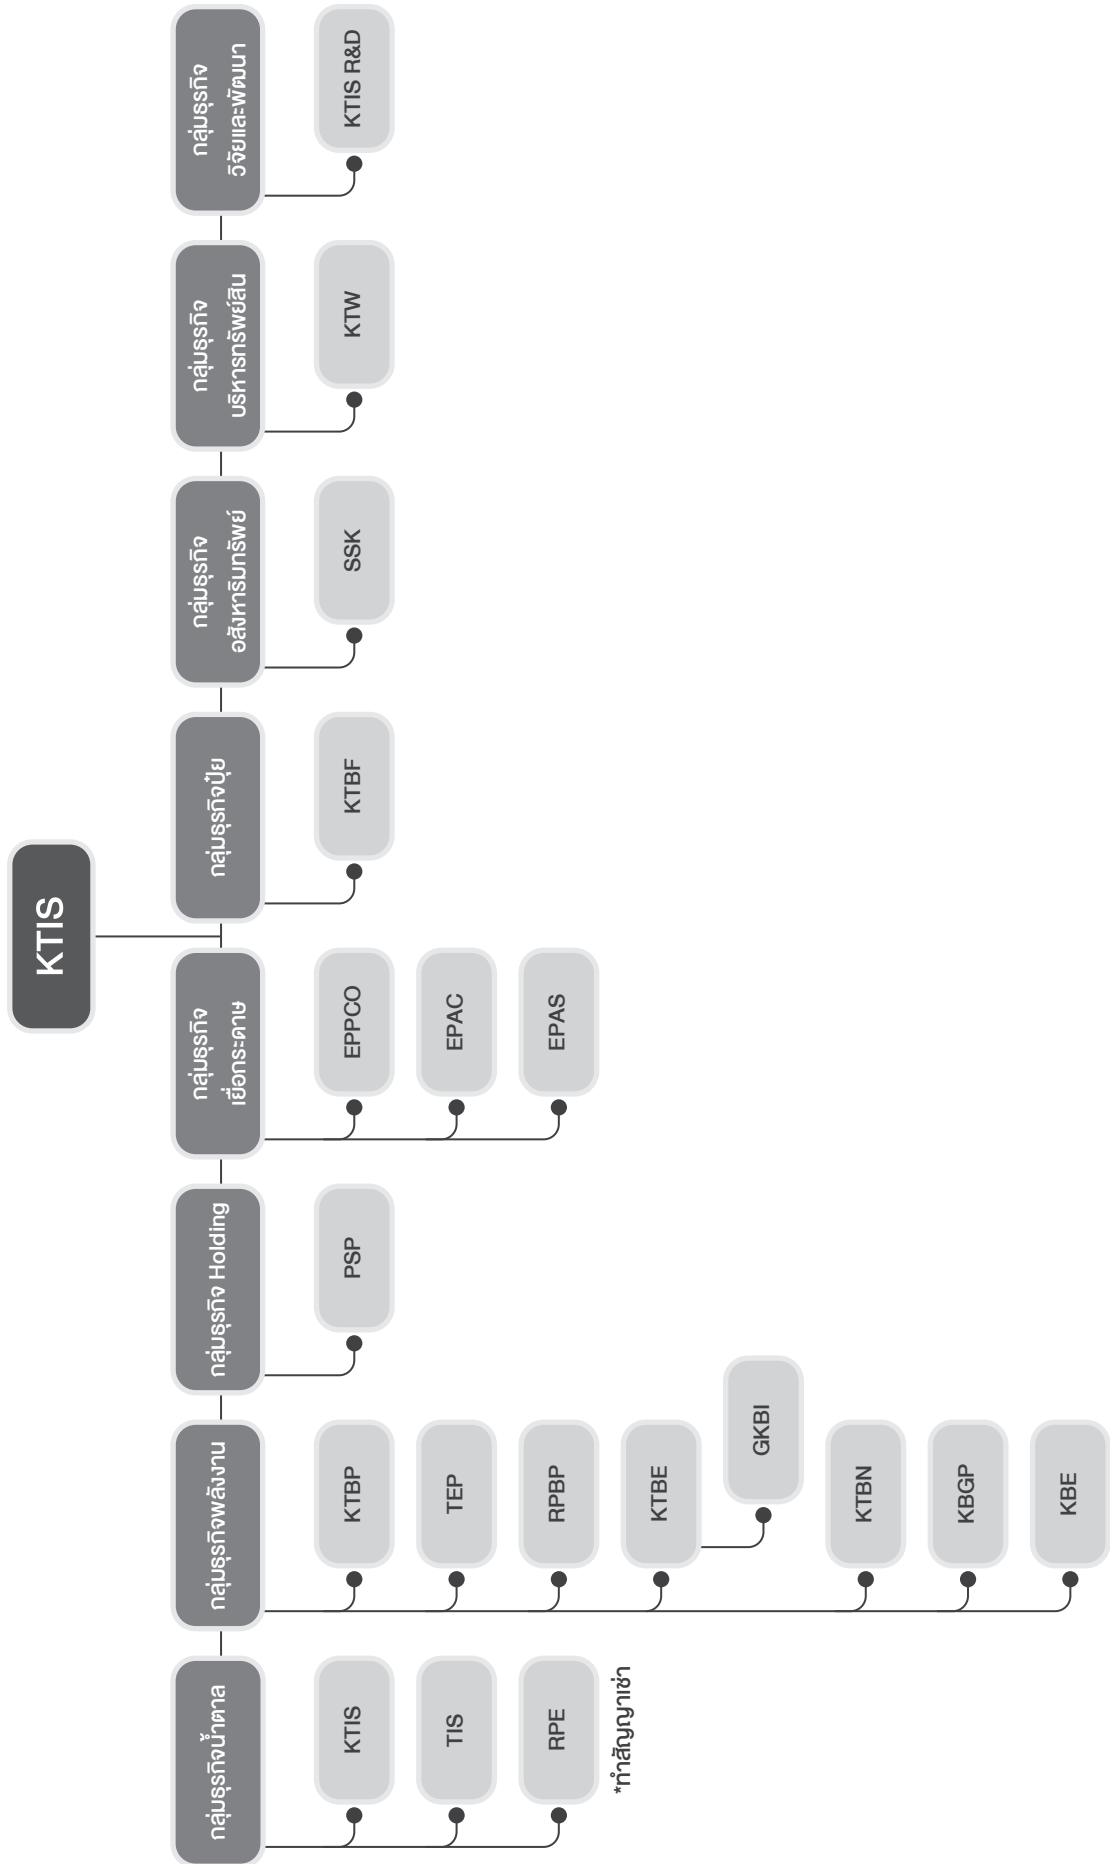 KTIS
กลุ่มธุรกิจน้ำตาล
KTIS
TIS
RPE
*ทำสัญญาเช่า
กลุ่มธุรกิจพลังงาน
KTBP
TEP
RPBP
KTBE
GKBI
KTBN
KBGP
KBE
กลุ่มธุรกิจ Holding
PSP
กลุ่มธุรกิจ
เยื่อกระดาษ
EPPCO
EPAC
EPAS
กลุ่มธุรกิจปุ๋ย
KTBF
กลุ่มธุรกิจ
อสังหาริมทรัพย์
SSK
กลุ่มธุรกิจ
บริหารทรัพย์สิน
KTW
กลุ่มธุรกิจ
วิจัยและพัฒนา
KTIS R&D